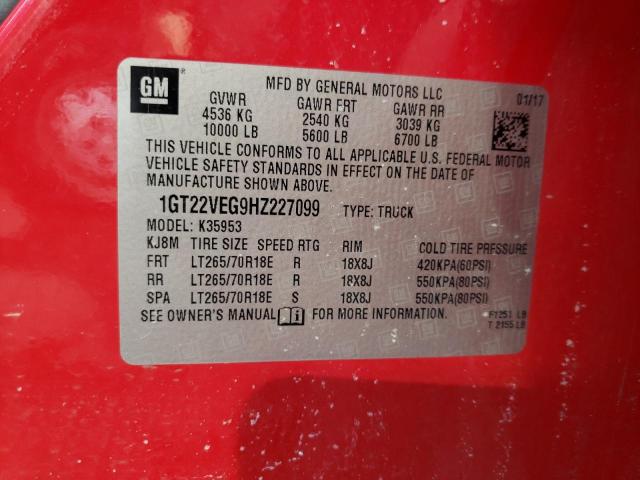 GM ®
MFD BY GENERAL MOTORS LLC
GVWR GAWR FRT GAWR RR 01/17
4536 KG 2540 KG 3039 KG
10000 LB 5600 LB 6700 LB
THIS VEHICLE CONFORMS TO ALL APPLICABLE U.S. FEDERAL MOTOR
VEHICLE SAFETY STANDARDS IN EFFECT ON THE DATE OF
MANUFACTURE SHOWN ABOVE.
1GT22VEG9HZ227099 TYPE: TRUCK
MODEL: K35953
KJ8M TIRE SIZE SPEED RTG RIM COLD TIRE PRESSURE
FRT LT265/70R18E R 18X8J 420KPA(60PSI)
RR LT265/70R18E R 18X8J 550KPA(80PSI)
SPA LT265/70R18E S 18X8J 550KPA(80PSI)
SEE OWNER'S MANUAL i FOR MORE INFORMATION. F1251 LB
T 2155 LB